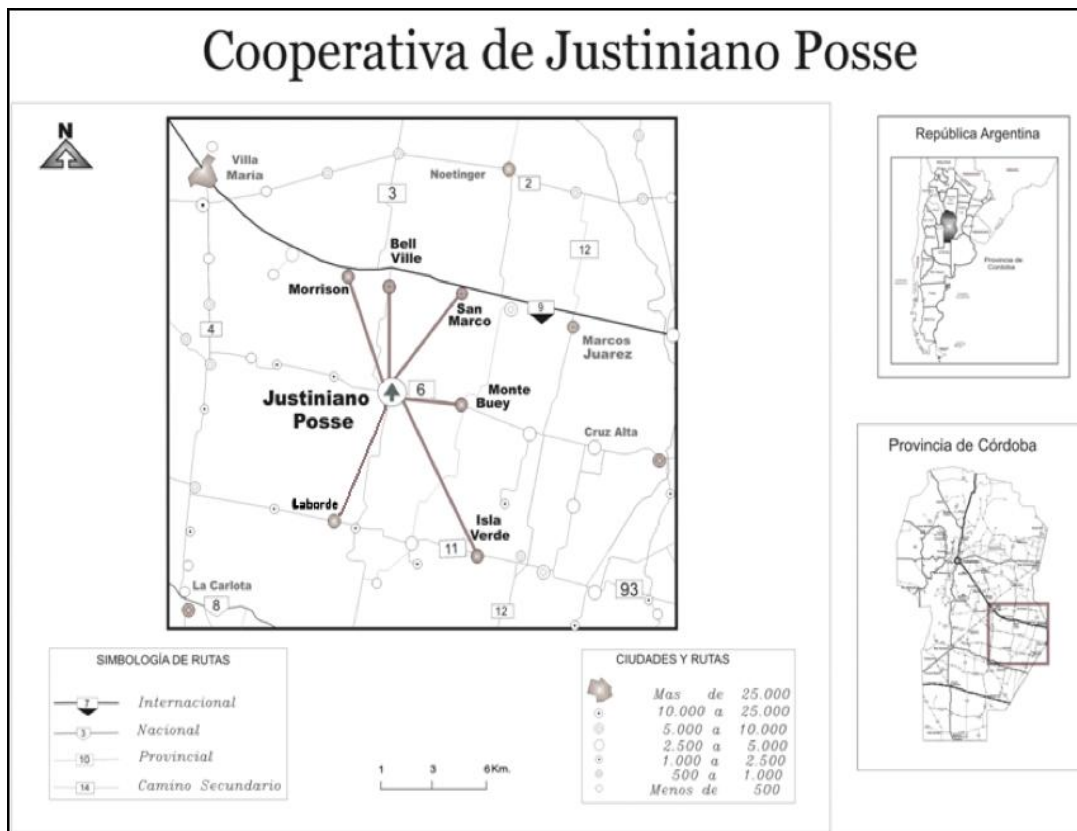 Cooperativa de Justiniano Posse
N
Villa
Maria
3
Noetinger
2
12
Bell
Ville
Morrison
San
Marco
9
Marcos
Juarez
4
Justiniano
Posse
6
Monte
Buey
Cruz Alta
Laborde
Isla
Verde
11
93
12
La Carlota
8
República Argentina
Provincia de
Córdoba
Provincia de Córdoba
SIMBOLOGÍA DE RUTAS
7 Internacional
3 Nacional
10 Provincial
14 Camino Secundario
1 3 6 Km.
CIUDADES Y RUTAS
Mas de 25.000
10.000 a 25.000
5.000 a 10.000
2.500 a 5.000
1.000 a 2.500
500 a 1.000
Menos de 500